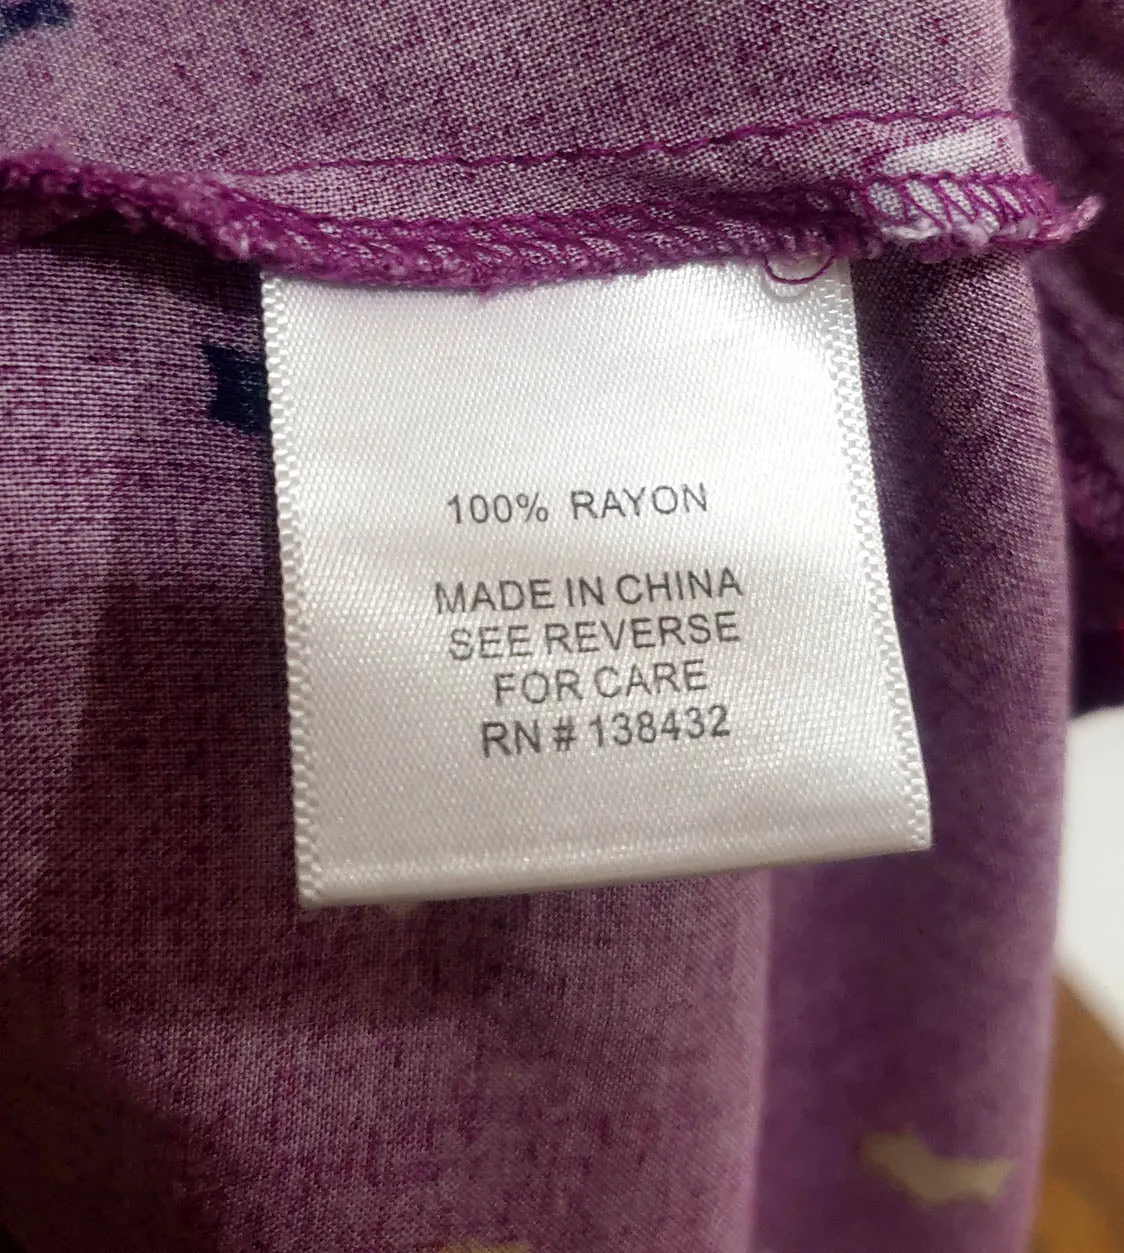 100% RAYON
MADE IN CHINA
SEE REVERSE
FOR CARE
RN # 138432